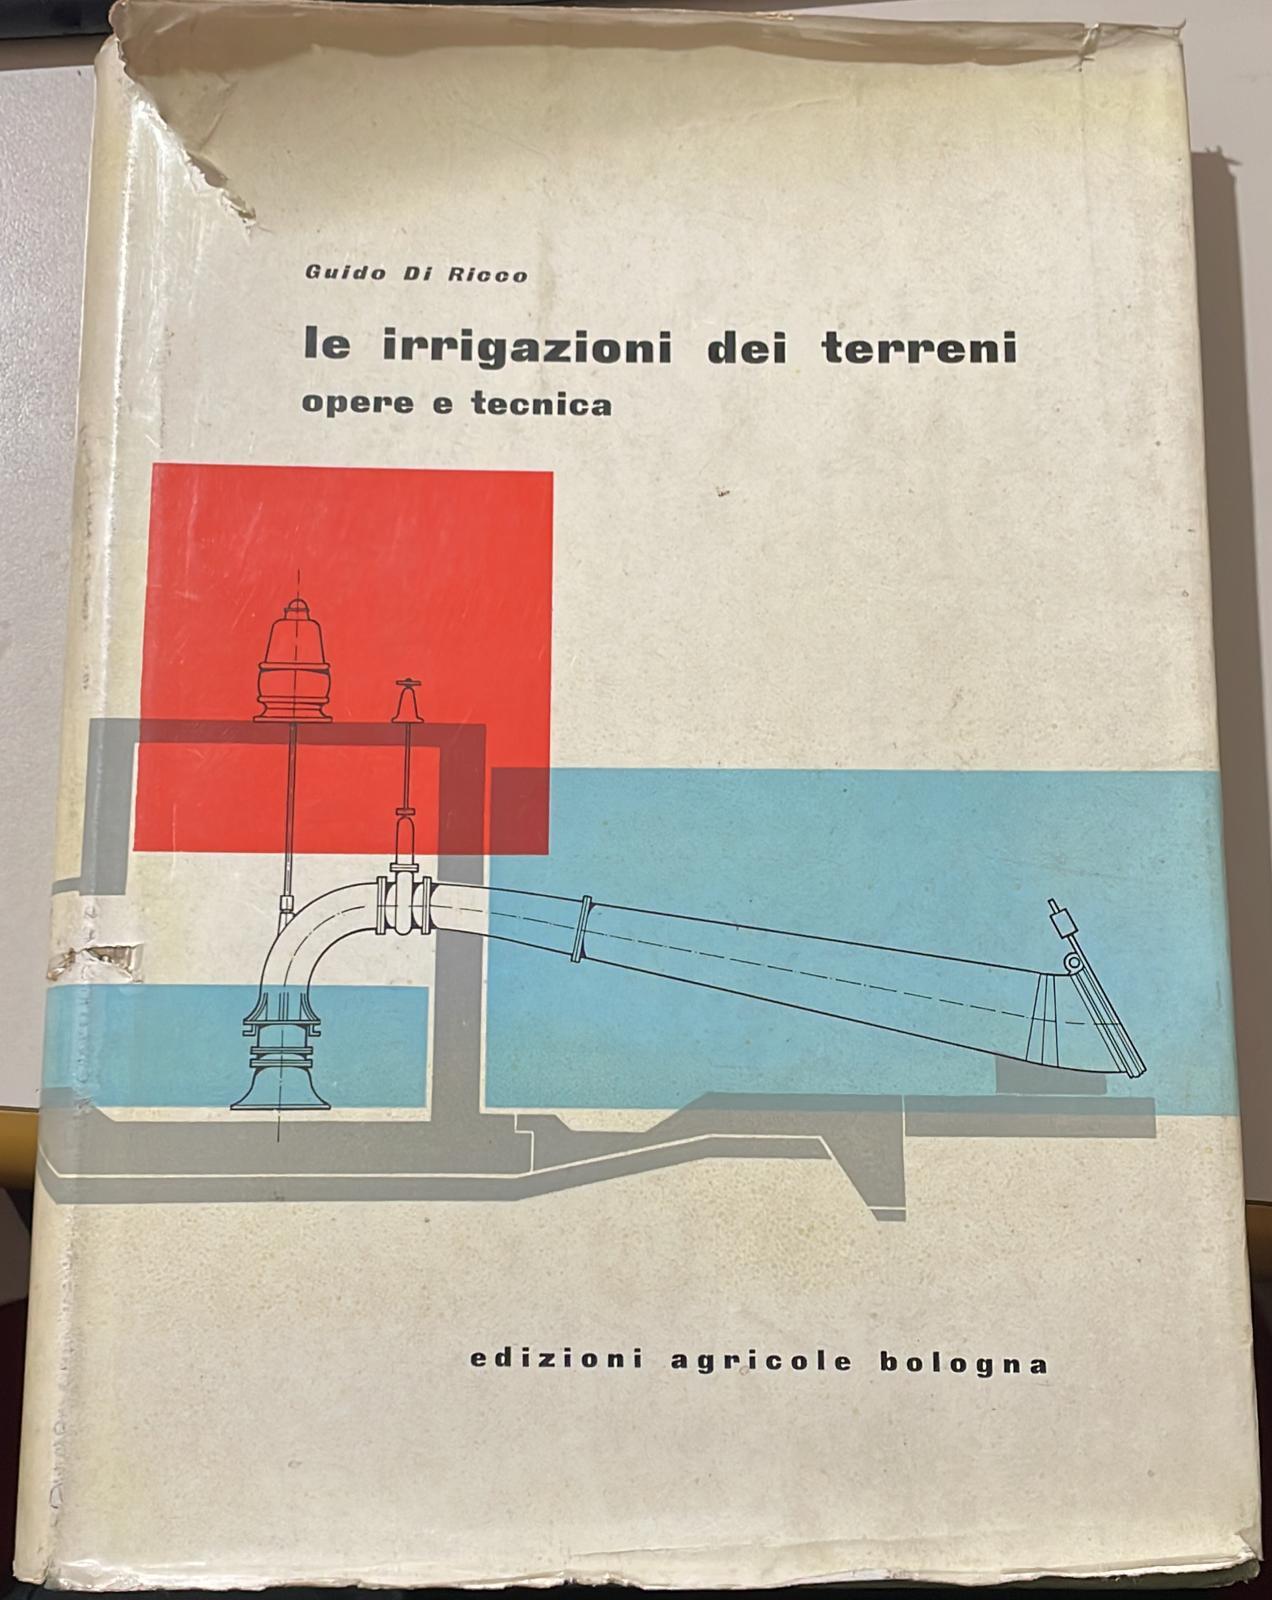 Guido Di Ricco
le irrigazioni dei terreni
opere e tecnica
edizioni agricole bologna